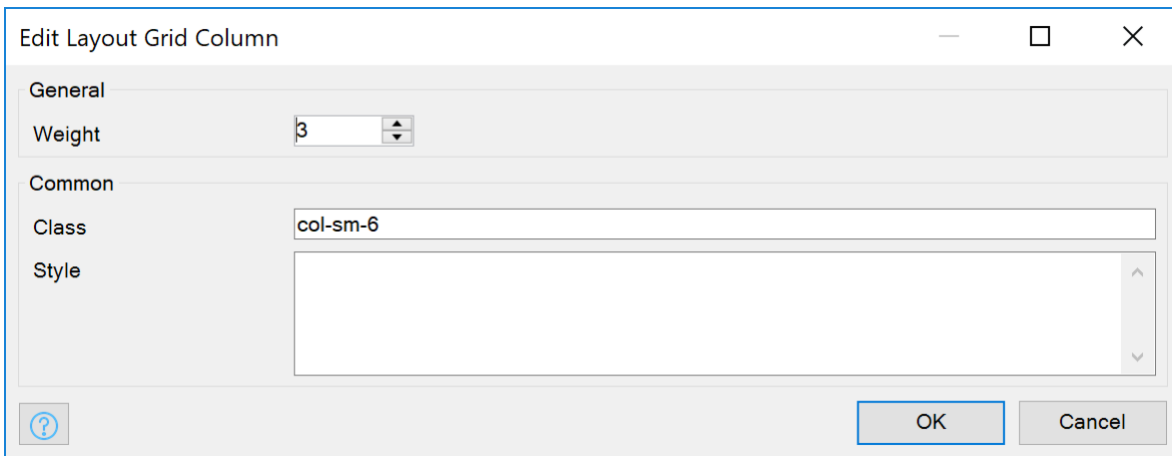 Edit Layout Grid Column
General
Weight 3
Common
Class col-sm-6
Style
? OK Cancel